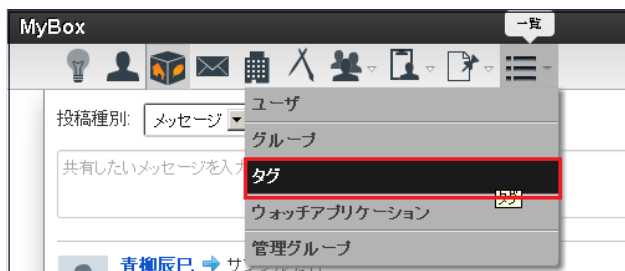 MyBox
一覧
投稿種別: メッセージ
ユーザ
グループ
共有したいメッセージを入
タグ
タグ
ウォッチアプリケーション
管理グループ
青柳辰巳